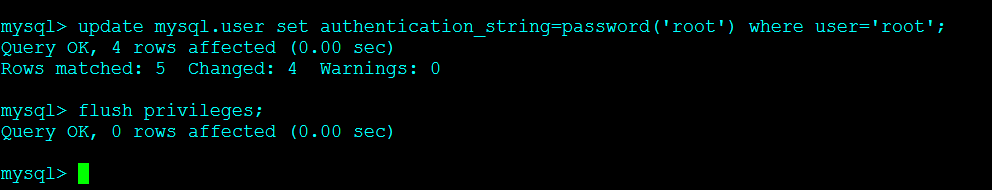 mysql> update mysql.user set authentication_string=password('root') where user='root';
Query OK, 4 rows affected (0.00 sec)
Rows matched: 5  Changed: 4  Warnings: 0
mysql> flush privileges;
Query OK, 0 rows affected (0.00 sec)
mysql>